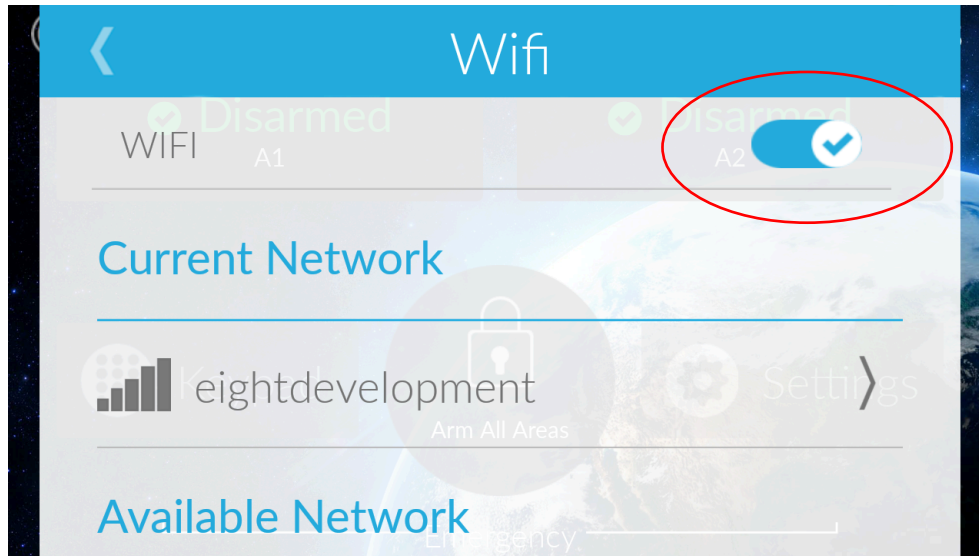 Wifi
Disarmed
Disarmed
WIFI
A1
A2
Current Network
eightdevelopment
Settings
Arm All Areas
Available Network
Emergency